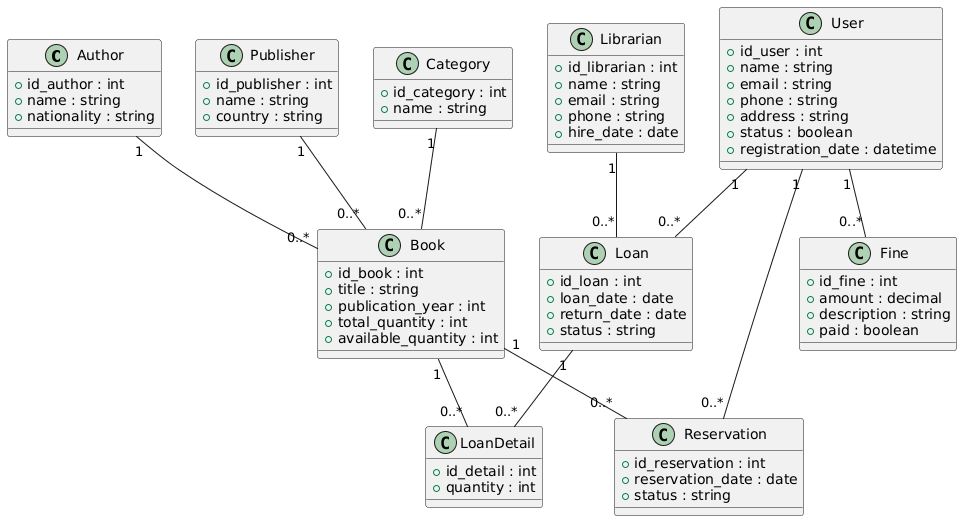 C Author
id_author : int
name : string
nationality : string
C Publisher
id_publisher : int
name : string
country : string
C Category
id_category : int
name : string
C Librarian
id_librarian : int
name : string
email : string
phone : string
hire_date : date
C User
id_user : int
name : string
email : string
phone : string
address : string
status : boolean
registration_date : datetime
1
1
1
1
1
1
1
0..*
0..*
0..*
0..*
0..*
0..*
C Book
id_book : int
title : string
publication_year : int
total_quantity : int
available_quantity : int
C Loan
id_loan : int
loan_date : date
return_date : date
status : string
C Fine
id_fine : int
amount : decimal
description : string
paid : boolean
1
1
1
0..*
0..*
0..*
0..*
C LoanDetail
id_detail : int
quantity : int
C Reservation
id_reservation : int
reservation_date : date
status : string